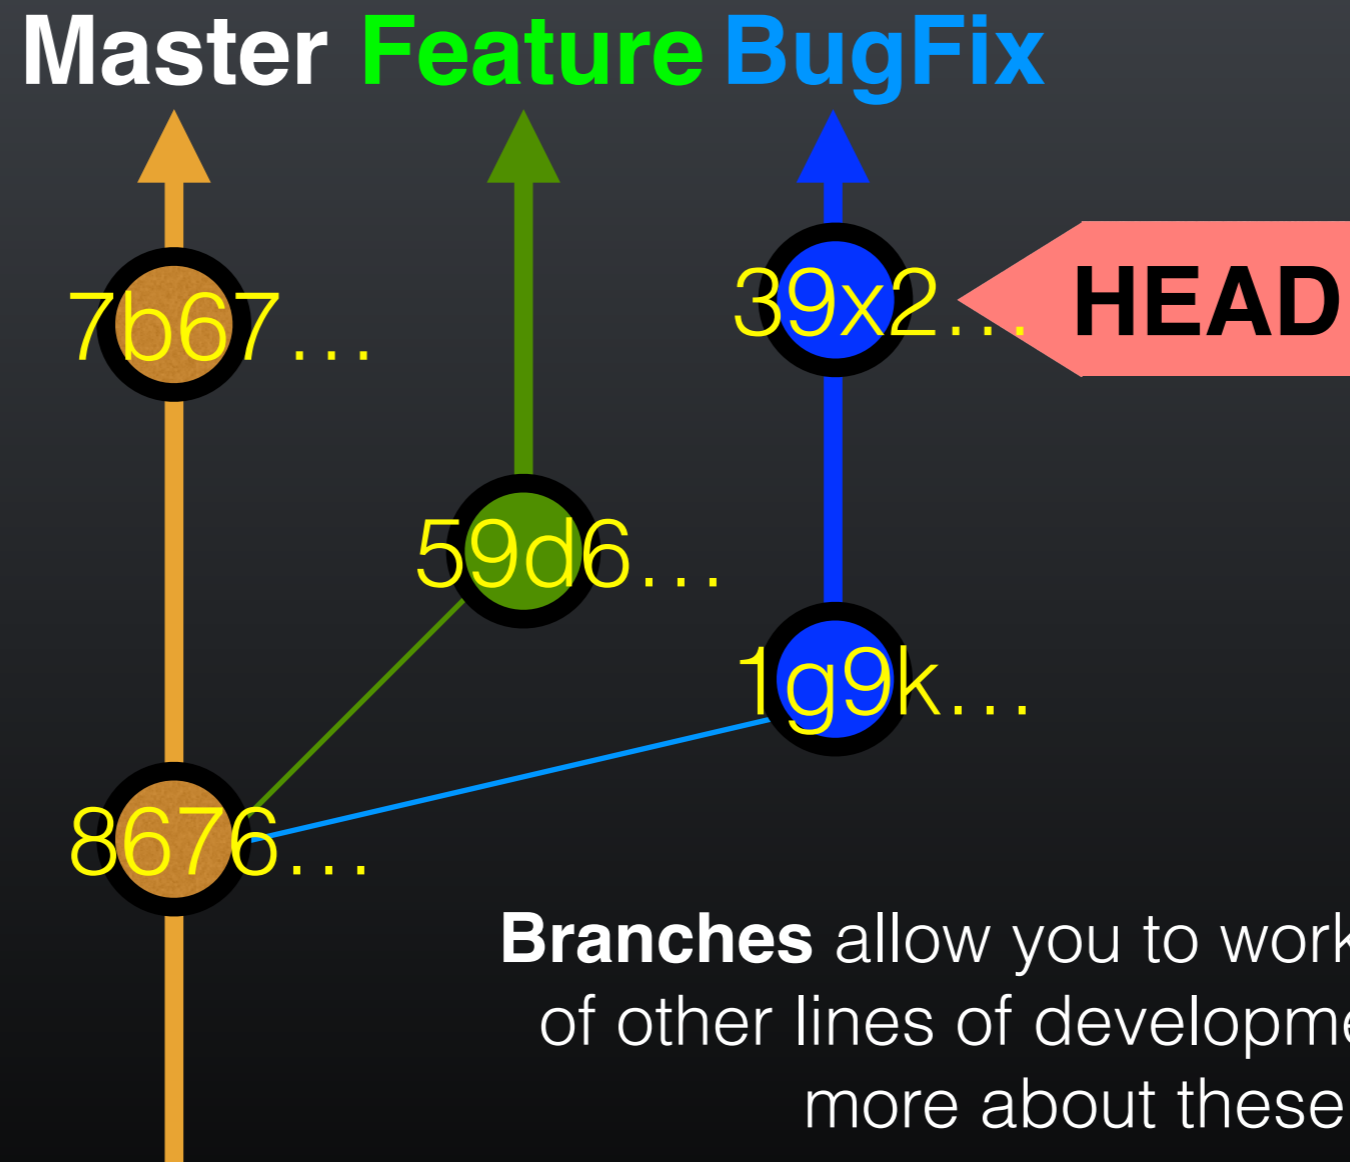 Master Feature BugFix
7b67...
39x2...
HEAD
59d6...
1g9k...
8676...
Branches allow you to work
of other lines of developme
more about these